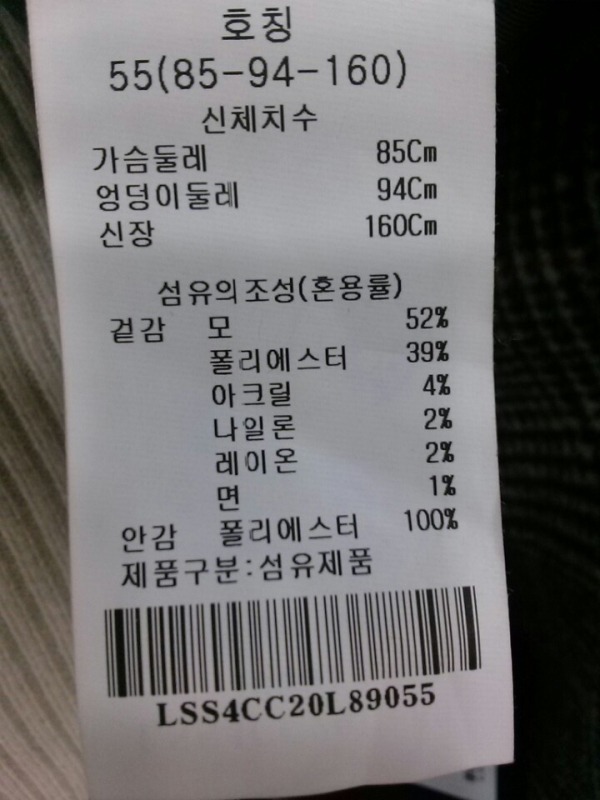 호칭
55(85-94-160)
신체치수
가슴둘레 85Cm
엉덩이둘레 94Cm
신장 160Cm
섬유의조성(혼용률)
겉감 모 52%
폴리에스터 39%
아크릴 4%
나일론 2%
레이온 2%
면 1%
안감 폴리에스터 100%
제품구분:섬유제품
LSS4CC20L89055